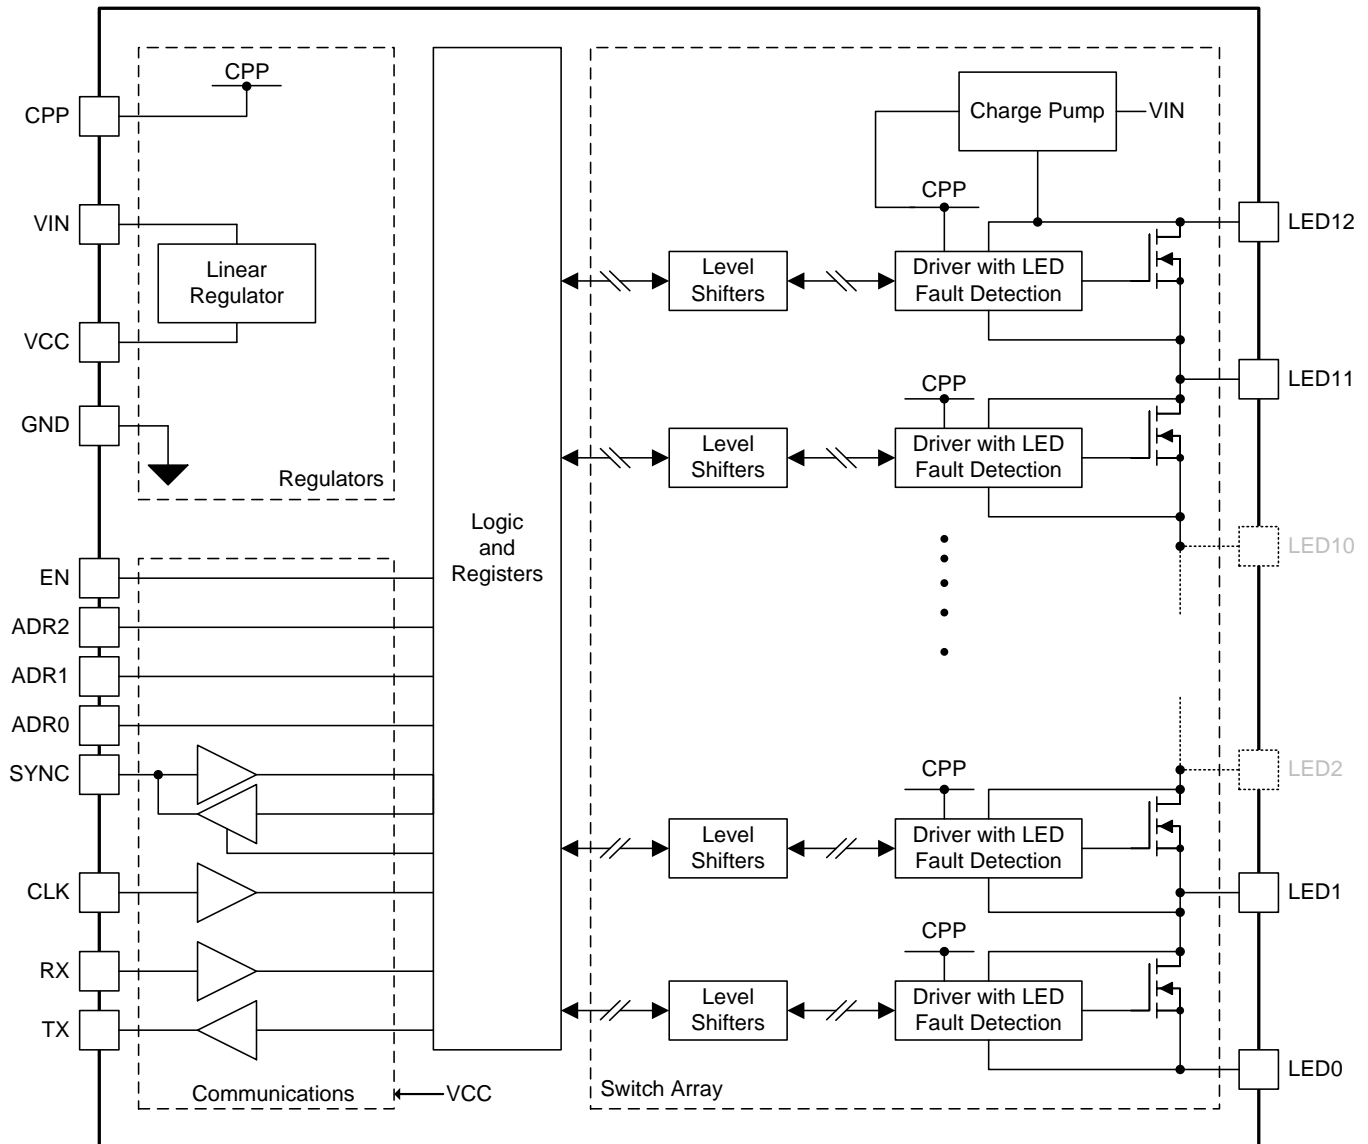 CPP
VIN
VCC
GND
EN
ADR2
ADR1
ADR0
SYNC
CLK
RX
TX
CPP
Linear
Regulator
Regulators
Communications
VCC
Logic
and
Registers
Charge Pump
VIN
CPP
Level
Shifters
Driver with LED
Fault Detection
CPP
Level
Shifters
Driver with LED
Fault Detection
CPP
Level
Shifters
Driver with LED
Fault Detection
CPP
Level
Shifters
Driver with LED
Fault Detection
Switch Array
LED12
LED11
LED10
LED2
LED1
LED0